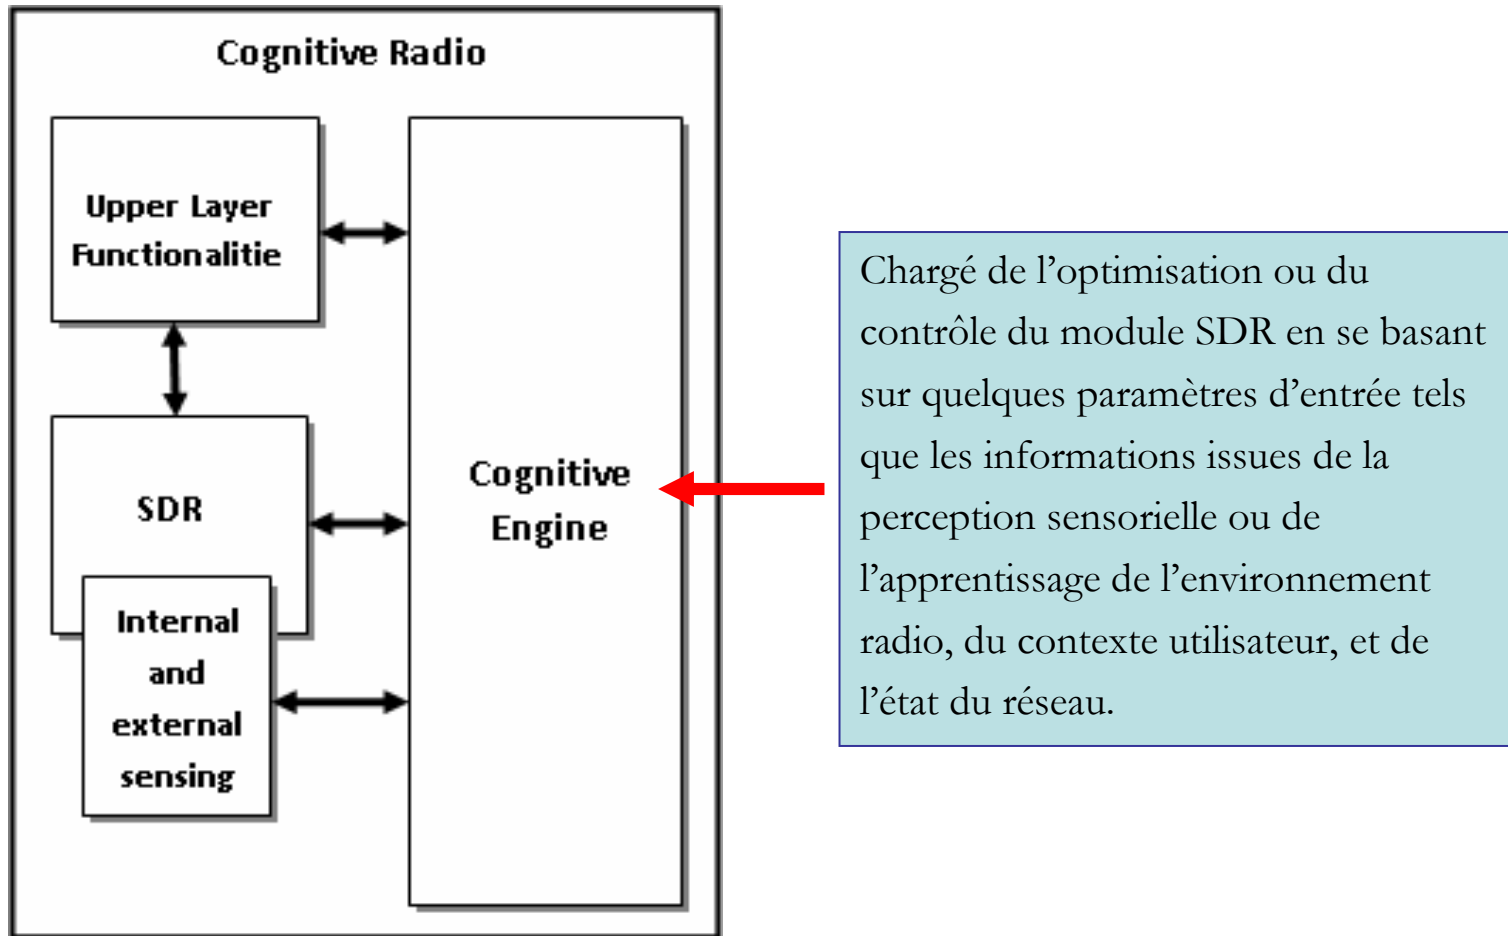 Cognitive Radio
Upper Layer
Functionalitie
SDR
Internal
and
external
sensing
Cognitive
Engine
Chargé de l’optimisation ou du
contrôle du module SDR en se basant
sur quelques paramètres d’entrée tels
que les informations issues de la
perception sensorielle ou de
l’apprentissage de l’environnement
radio, du contexte utilisateur, et de
l’état du réseau.